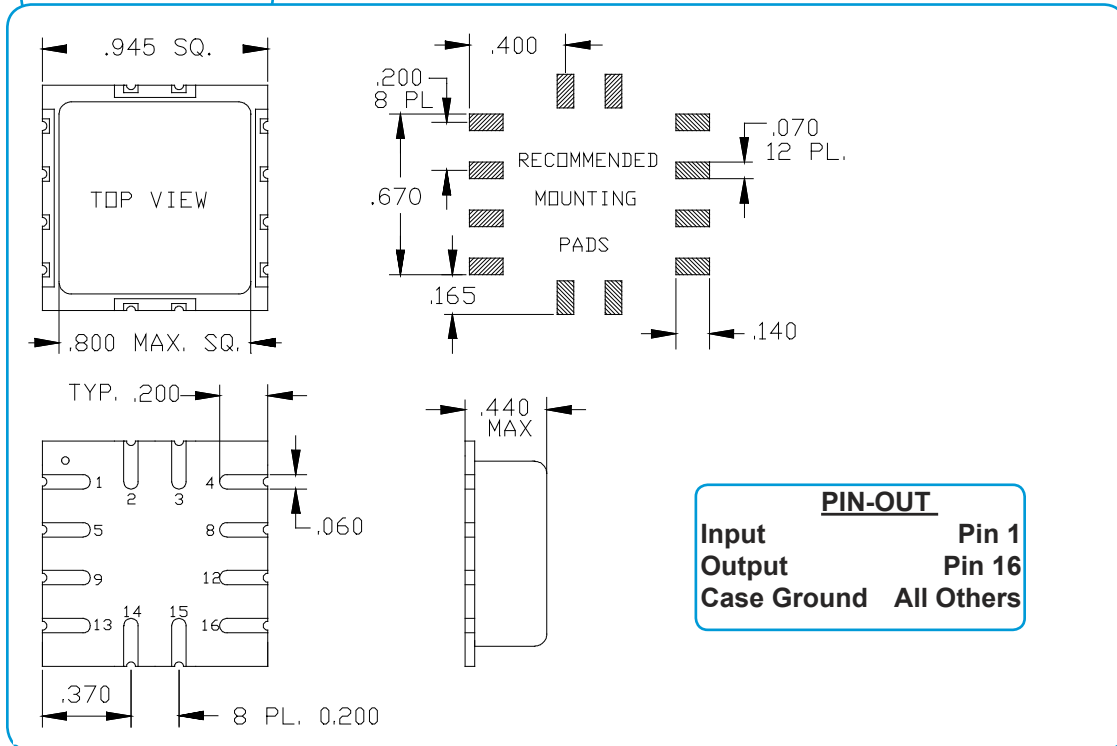 .945 SQ.
TOP VIEW
.800 MAX. SQ.
.400
.200
8 PL
.670
.165
RECOMMENDED
MOUNTING
PADS
.070
12 PL.
.140
TYP. .200
1
2
3
4
5
8
9
12
13
14
15
16
.060
.370
8 PL. 0.200
.440
MAX
PIN-OUT
Input Pin 1
Output Pin 16
Case Ground All Others